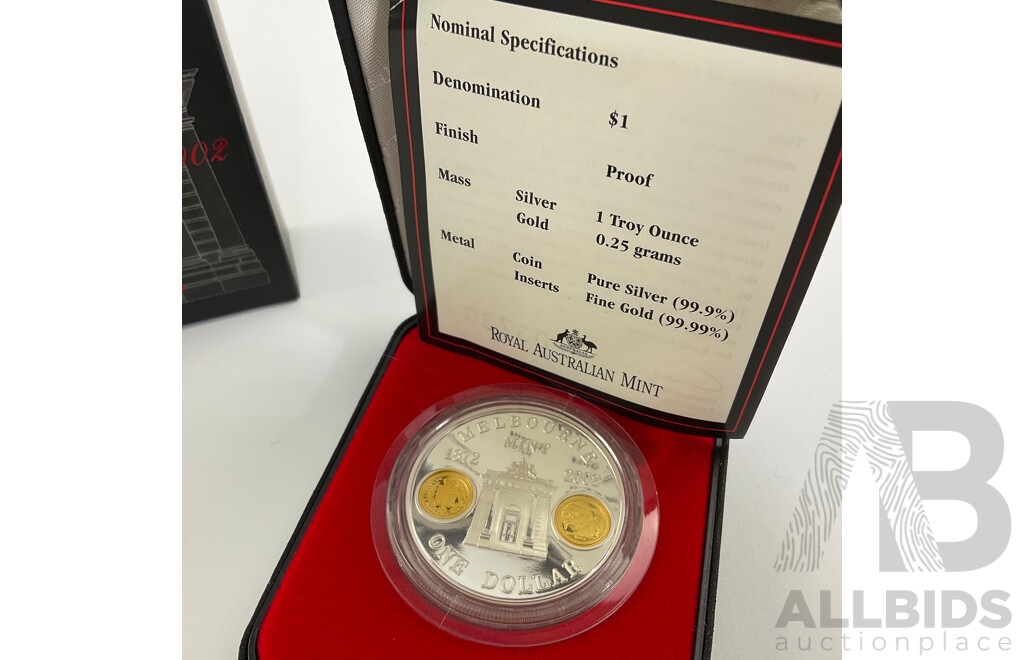 Nominal Specifications
Denomination $1
Finish Proof
Mass Silver 1 Troy Ounce
Gold 0.25 grams
Metal Coin Pure Silver (99.9%)
Inserts Fine Gold (99.99%)
ROYAL AUSTRALIAN MINT
MELBOURNE
MINT
1872 2002
ONE DOLLAR
AB
ALLBIDS
auctionplace